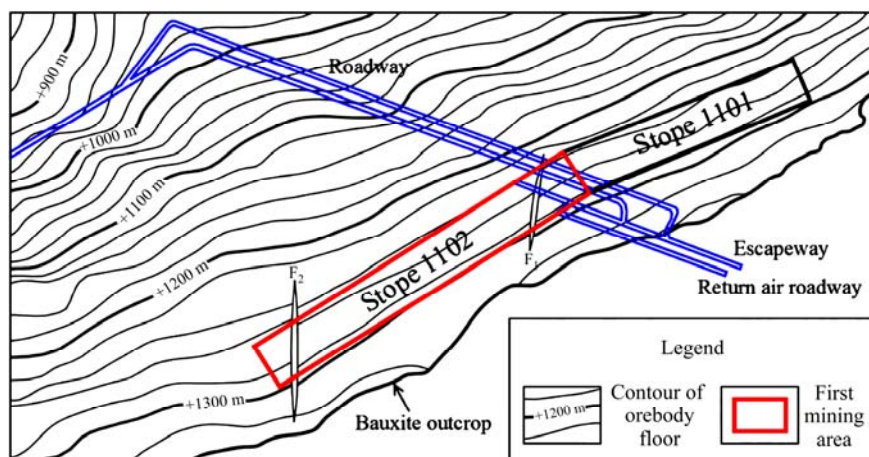 Roadway
+900 m
Stope 1101
+1000 m
+1100 m
F₁
Stope 1102
Escapeway
Return air roadway
+1200 m
F₂
+1300 m
Bauxite outcrop
Legend
+1200 m
Contour of
orebody
floor
First
mining
area